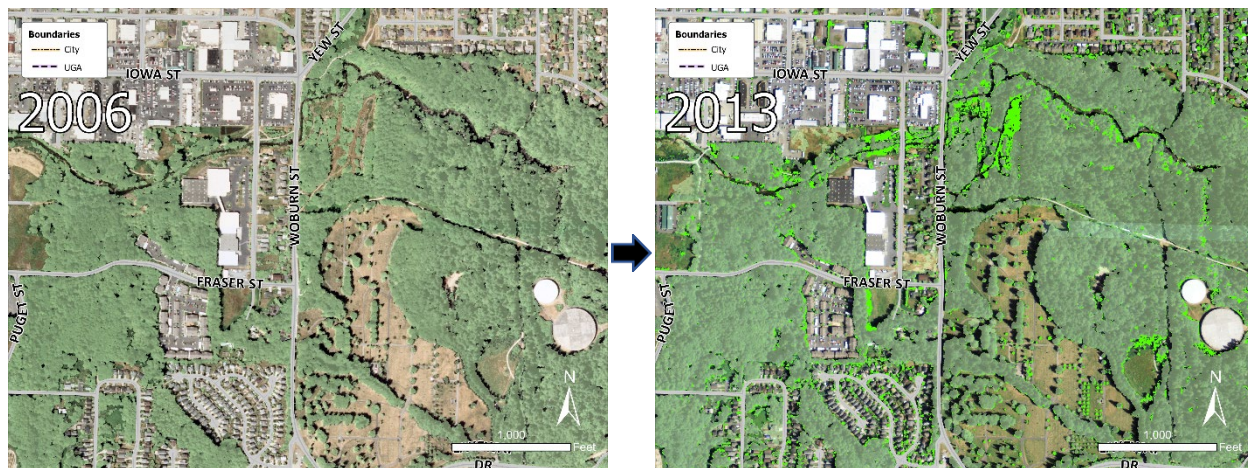 Boundaries
City
UGA
YEW ST
IOWA ST
2006
WOBURN ST
FRASER ST
PUGET ST
N
1,000
Feet
DR
Boundaries
City
UGA
YEW ST
IOWA ST
2013
WOBURN ST
FRASER ST
PUGET ST
N
1,000
Feet
DR